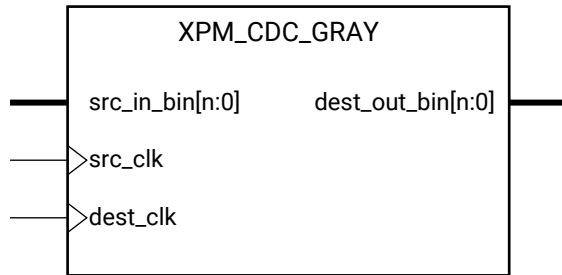 XPM_CDC_GRAY
src_in_bin[n:0] dest_out_bin[n:0]
src_clk
dest_clk